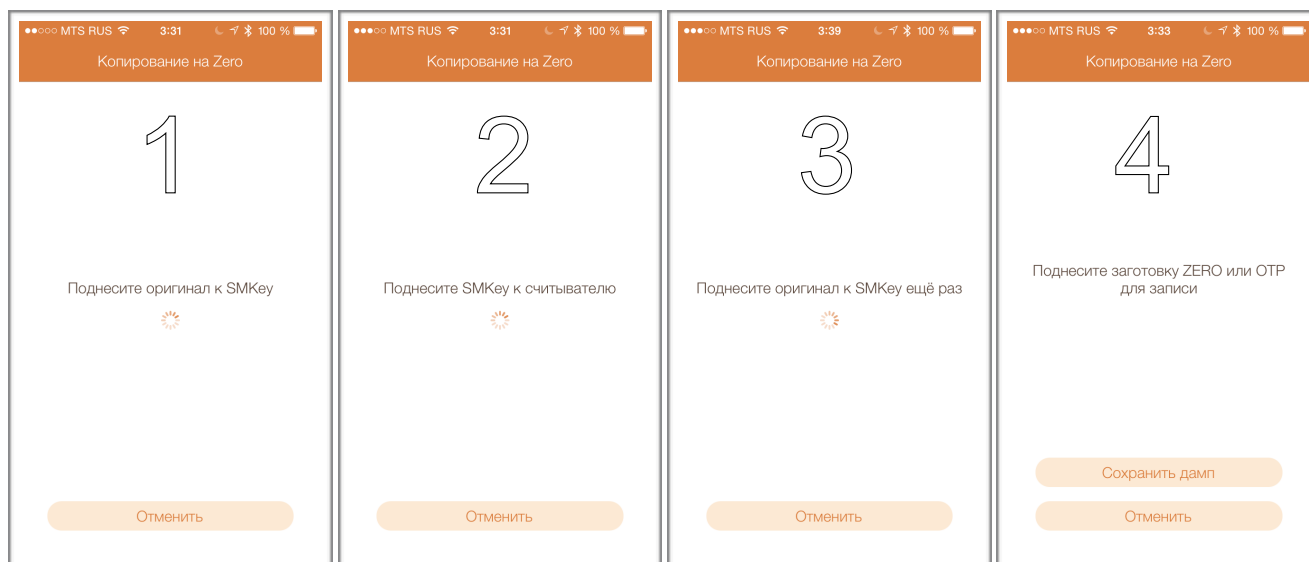 MTS RUS 3:31 100 %
Копирование на Zero
1
Поднесите оригинал к SMKey
Отменить
MTS RUS 3:31 100 %
Копирование на Zero
2
Поднесите SMKey к считывателю
Отменить
MTS RUS 3:39 100 %
Копирование на Zero
3
Поднесите оригинал к SMKey ещё раз
Отменить
MTS RUS 3:33 100 %
Копирование на Zero
4
Поднесите заготовку ZERO или OTP
для записи
Сохранить дамп
Отменить